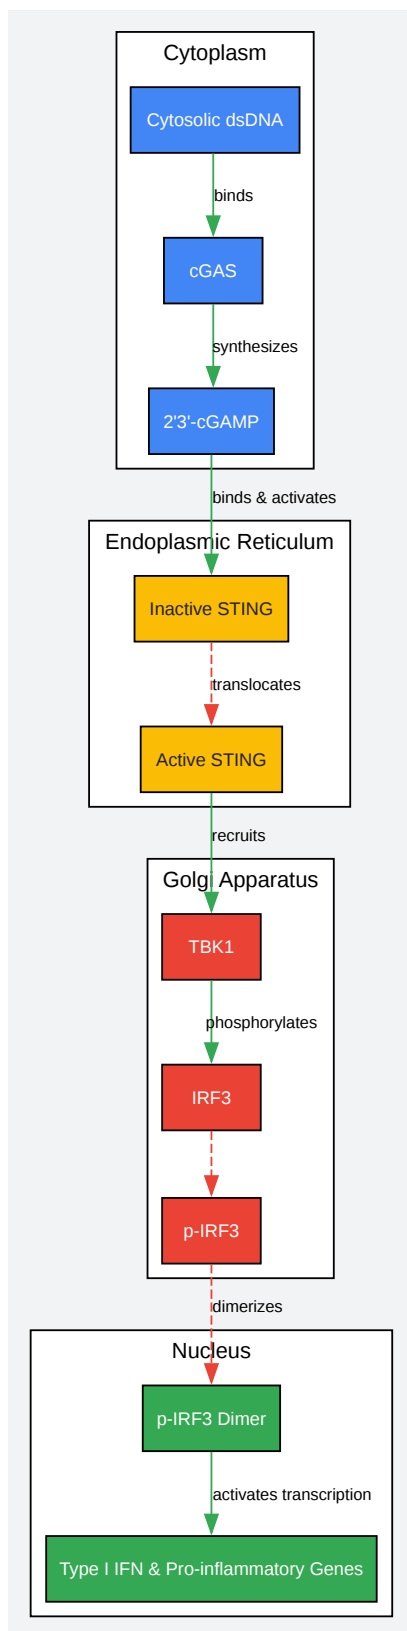 Cytoplasm
Cytosolic dsDNA
binds
cGAS
synthesizes
2'3'-cGAMP
binds & activates
Endoplasmic Reticulum
Inactive STING
translocates
Active STING
recruits
Golgi Apparatus
TBK1
phosphorylates
IRF3
p-IRF3
dimerizes
Nucleus
p-IRF3 Dimer
activates transcription
Type I IFN & Pro-inflammatory Genes